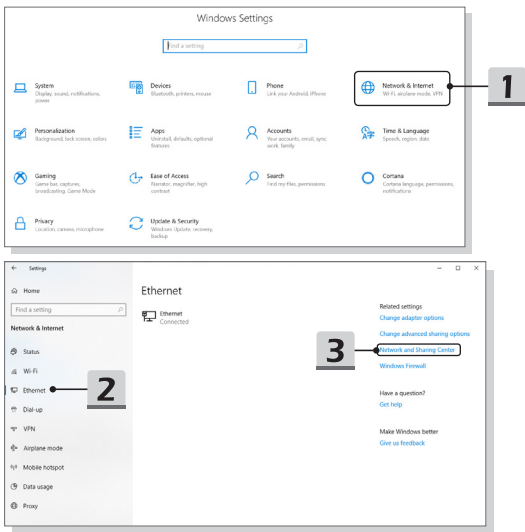 Windows Settings
Find a setting
System
Display, sound, notifications,
power
Devices
Bluetooth, printers, mouse
Phone
Link your Android, iPhone
Network & Internet
Wi-Fi, airplane mode, VPN
1
Personalization
Background, lock screen, colors
Apps
Uninstall, defaults, optional
features
Accounts
Your accounts, email, sync,
work, family
Time & Language
Speech, region, date
Gaming
Game bar, captures,
broadcasting, Game Mode
Ease of Access
Narrator, magnifier, high
contrast
Search
Find my files, permissions
Cortana
Cortana language, permissions,
notifications
Privacy
Location, camera, microphone
Update & Security
Windows Update, recovery,
backup
Settings
Home
Find a setting
Network & Internet
Status
Wi-Fi
Ethernet
2
Dial-up
VPN
Airplane mode
Mobile hotspot
Data usage
Proxy
Ethernet
Ethernet
Connected
Related settings
Change adapter options
Change advanced sharing options
3
Network and Sharing Center
Windows Firewall
Have a question?
Get help
Make Windows better
Give us feedback